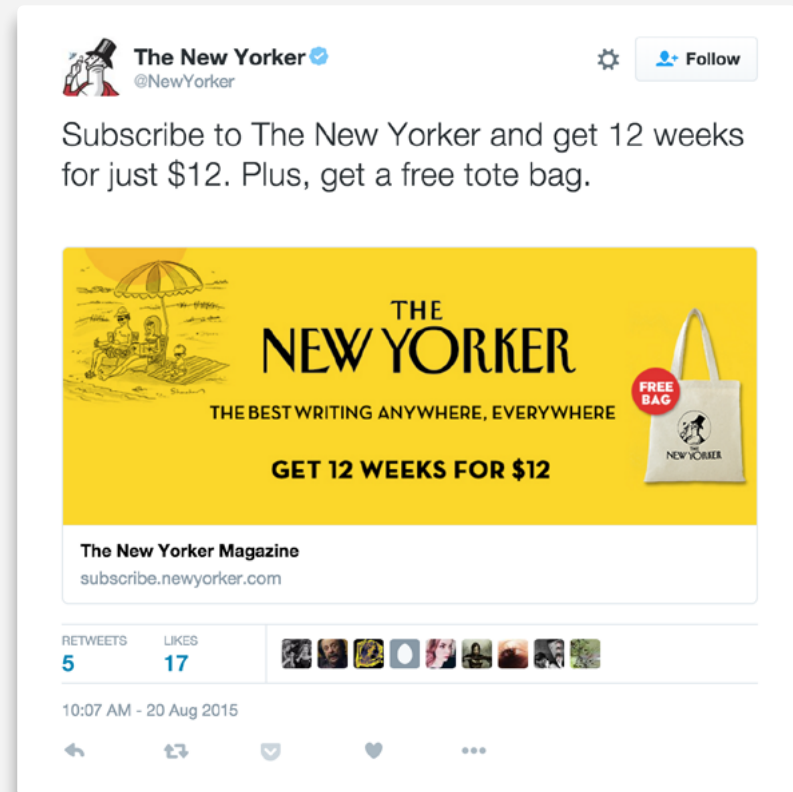 The New Yorker
@NewYorker
Follow
Subscribe to The New Yorker and get 12 weeks
for just $12. Plus, get a free tote bag.
THE
NEW YORKER
THE BEST WRITING ANYWHERE, EVERYWHERE
GET 12 WEEKS FOR $12
FREE
BAG
THE
NEW YORKER
The New Yorker Magazine
subscribe.newyorker.com
RETWEETS LIKES
5 17
10:07 AM - 20 Aug 2015